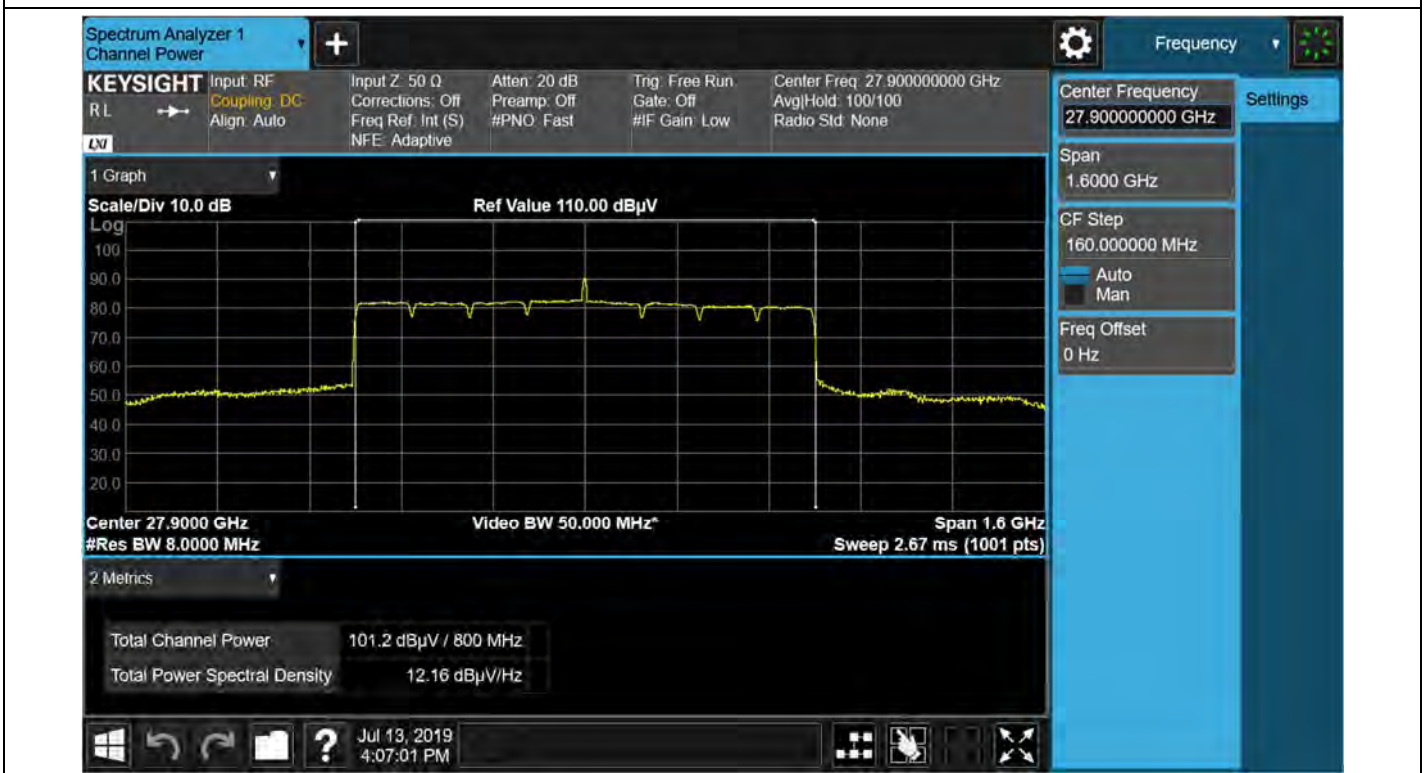 Spectrum Analyzer 1
Channel Power
+
Frequency
KEYSIGHT
R L
LXI
Input: RF
Coupling: DC
Align: Auto
Input Z: 50 Ω
Corrections: Off
Freq Ref: Int (S)
NFE: Adaptive
Atten: 20 dB
Preamp: Off
#PNO: Fast
Trig: Free Run
Gate: Off
#IF Gain: Low
Center Freq: 27.900000000 GHz
Avg|Hold: 100/100
Radio Std: None
Center Frequency
27.900000000 GHz
Settings
Span
1.6000 GHz
CF Step
160.000000 MHz
Auto
Man
Freq Offset
0 Hz
1 Graph
Scale/Div 10.0 dB
Ref Value 110.00 dBµV
Log
100
90.0
80.0
70.0
60.0
50.0
40.0
30.0
20.0
Center 27.9000 GHz
Video BW 50.000 MHz*
Span 1.6 GHz
#Res BW 8.0000 MHz
Sweep 2.67 ms (1001 pts)
2 Metrics
Total Channel Power 101.2 dBµV / 800 MHz
Total Power Spectral Density 12.16 dBµV/Hz
?
Jul 13, 2019
4:07:01 PM